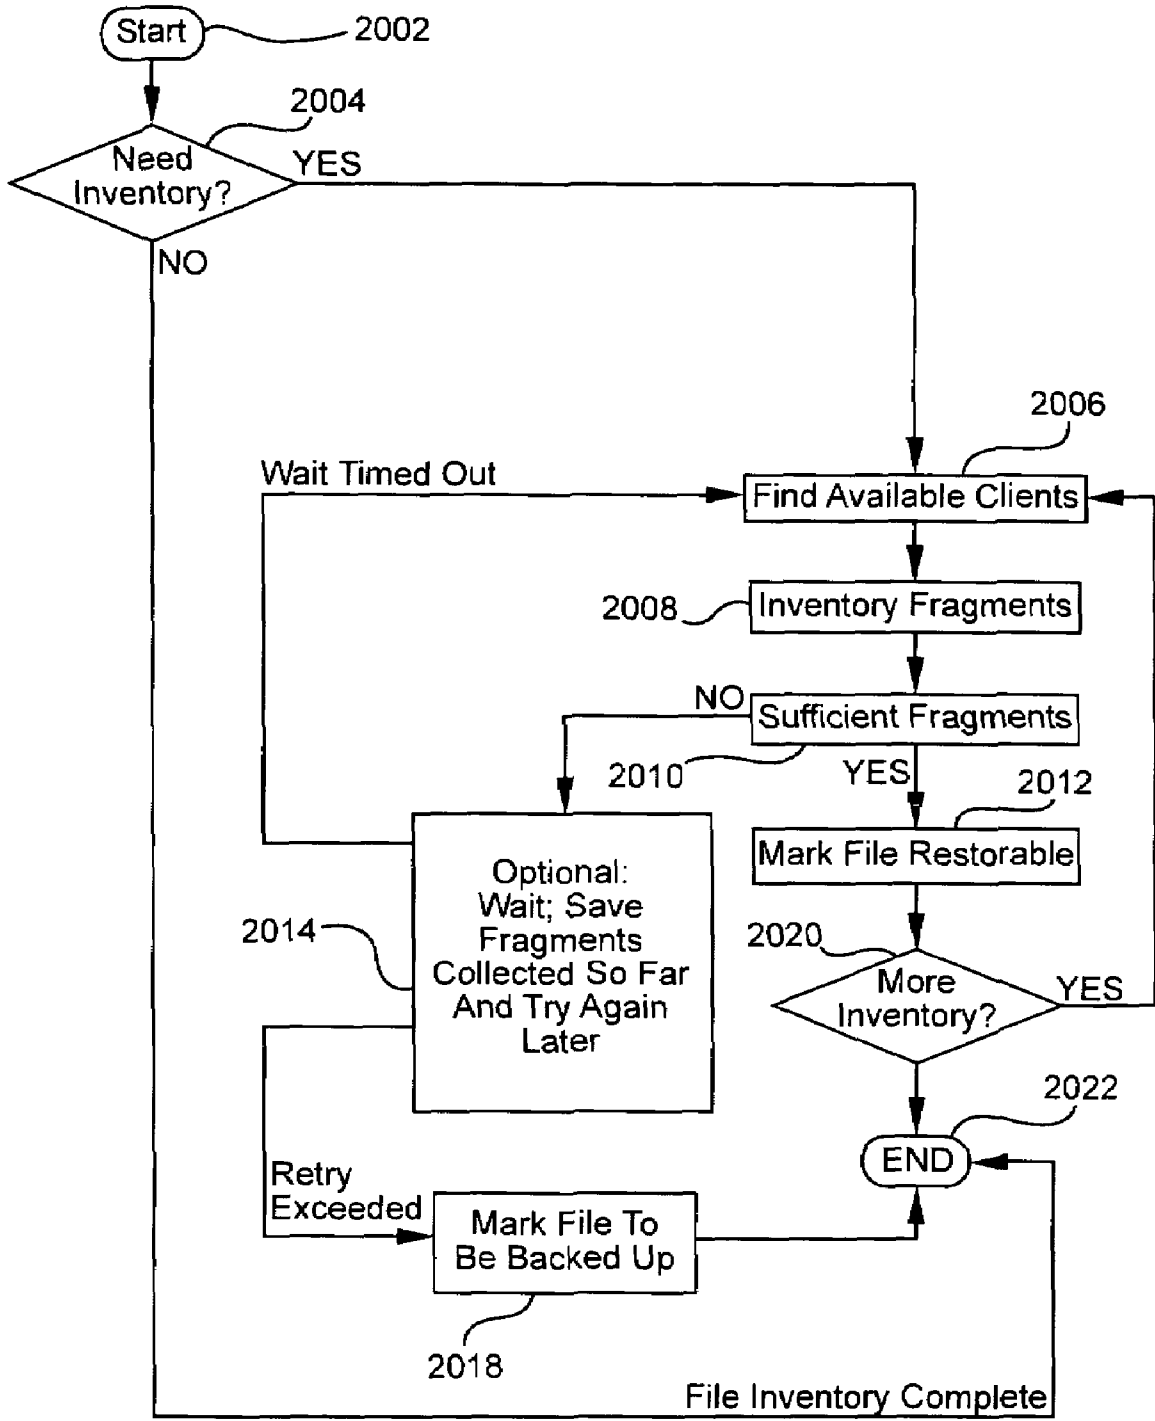 Start
2002
2004
Need
Inventory?
YES
NO
2006
Wait Timed Out
Find Available Clients
2008
Inventory Fragments
NO
Sufficient Fragments
2010
YES
2012
Mark File Restorable
Optional:
Wait; Save
Fragments
Collected So Far
And Try Again
Later
2014
2020
More
Inventory?
YES
2022
END
Retry
Exceeded
Mark File To
Be Backed Up
2018
File Inventory Complete